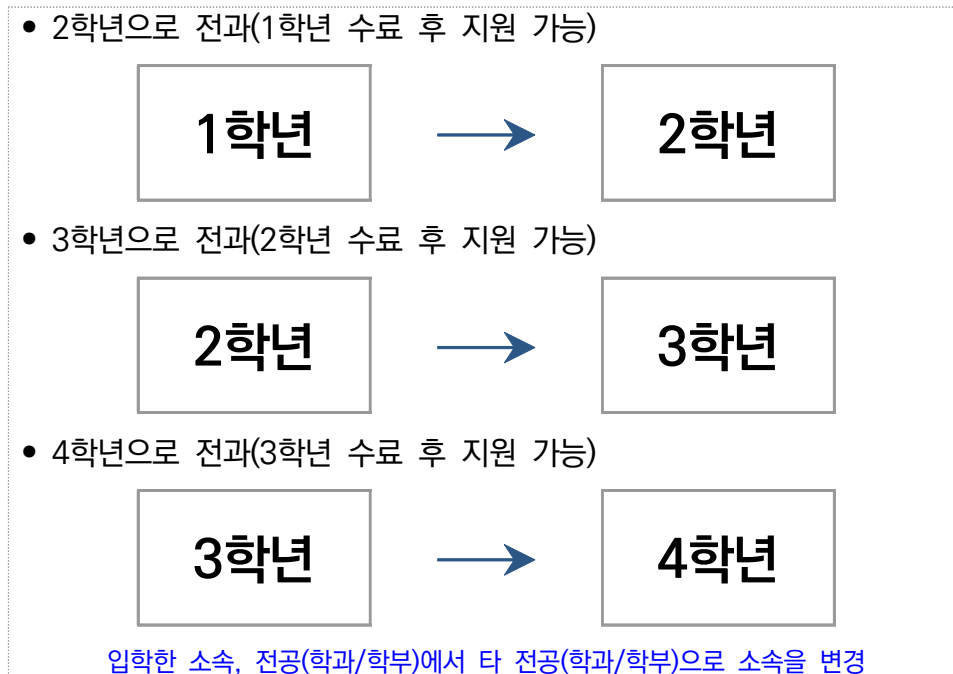 • 2학년으로 전과(1학년 수료 후 지원 가능)
1학년 → 2학년
• 3학년으로 전과(2학년 수료 후 지원 가능)
2학년 → 3학년
• 4학년으로 전과(3학년 수료 후 지원 가능)
3학년 → 4학년
입학한 소속, 전공(학과/학부)에서 타 전공(학과/학부)으로 소속을 변경